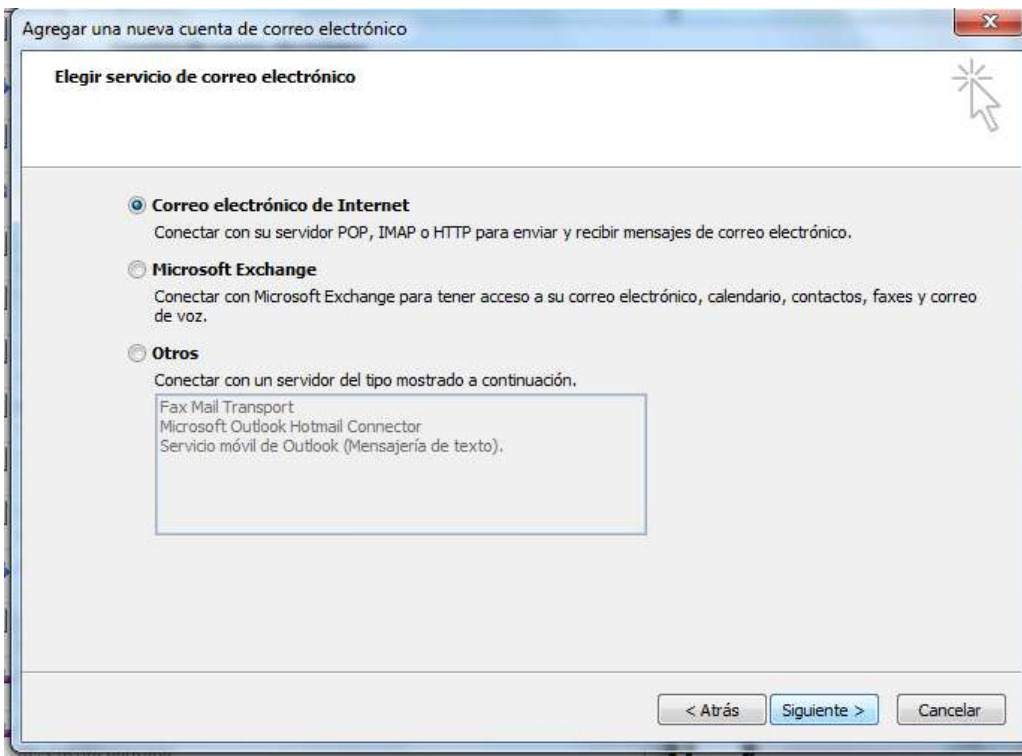 Agregar una nueva cuenta de correo electrónico
Elegir servicio de correo electrónico
Correo electrónico de Internet
Conectar con su servidor POP, IMAP o HTTP para enviar y recibir mensajes de correo electrónico.
Microsoft Exchange
Conectar con Microsoft Exchange para tener acceso a su correo electrónico, calendario, contactos, faxes y correo
de voz.
Otros
Conectar con un servidor del tipo mostrado a continuación.
Fax Mail Transport
Microsoft Outlook Hotmail Connector
Servicio móvil de Outlook (Mensajería de texto).
< Atrás Siguiente > Cancelar